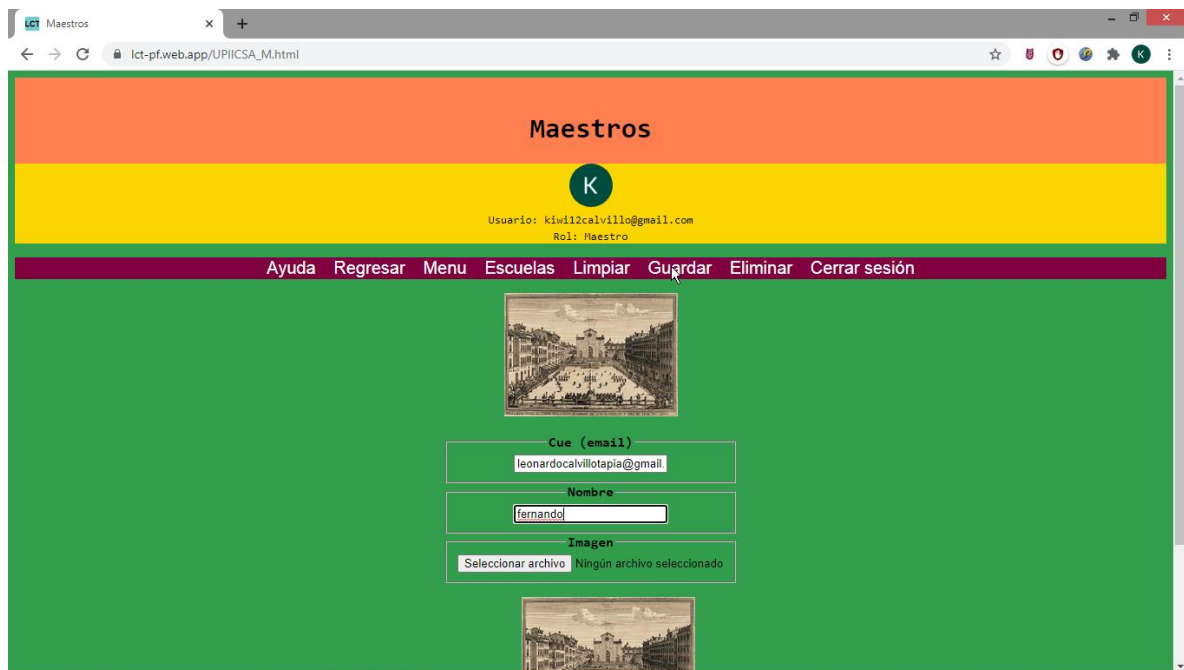 LCT Maestros
lct-pf.web.app/UPIICSA_M.html
K
Maestros
K
Usuario: kiwi12calvillo@gmail.com
Rol: Maestro
Ayuda Regresar Menu Escuelas Limpiar Guardar Eliminar Cerrar sesión
Cue (email)
leonardocalvillotapia@gmail.
Nombre
fernando
Imagen
Seleccionar archivo Ningún archivo seleccionado